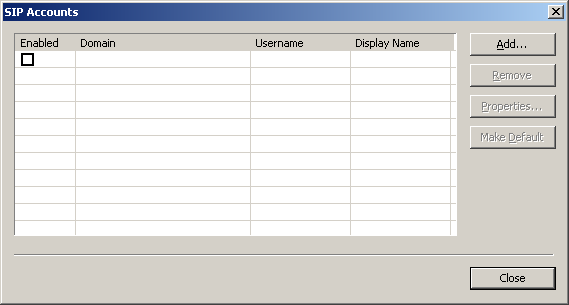 SIP Accounts
Enabled Domain Username Display Name
Add...
Remove
Properties...
Make Default
Close